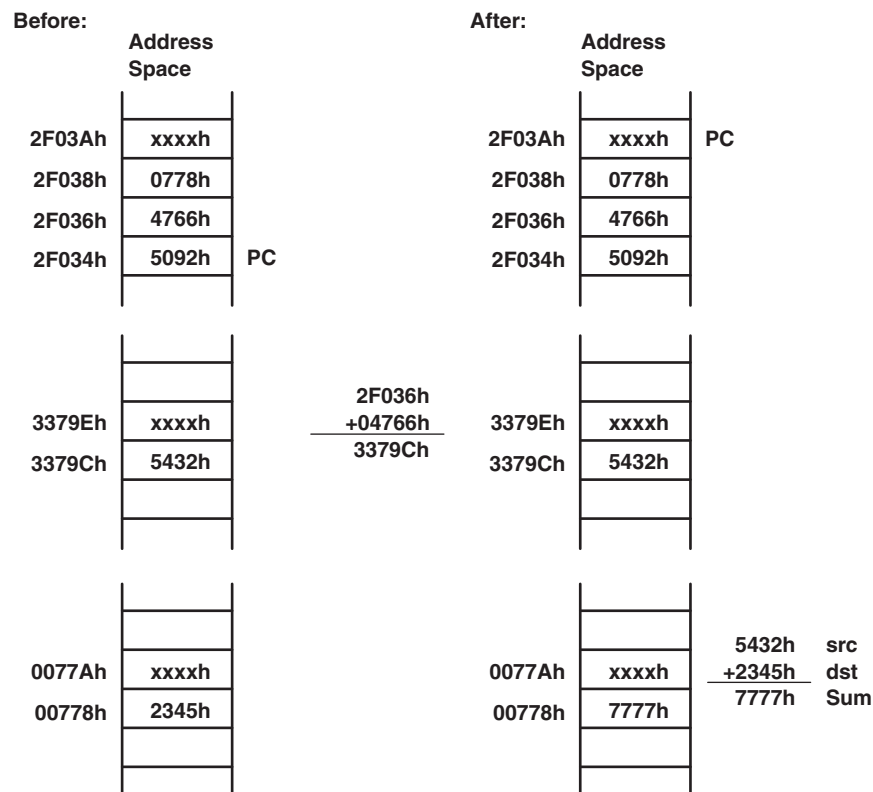 Before:
Address
Space
2F03Ah xxxxh
2F038h 0778h
2F036h 4766h
2F034h 5092h PC
3379Eh xxxxh
3379Ch 5432h
2F036h
+04766h
3379Ch
0077Ah xxxxh
00778h 2345h
After:
Address
Space
2F03Ah xxxxh PC
2F038h 0778h
2F036h 4766h
2F034h 5092h
3379Eh xxxxh
3379Ch 5432h
0077Ah xxxxh
00778h 7777h
5432h src
+2345h dst
7777h Sum